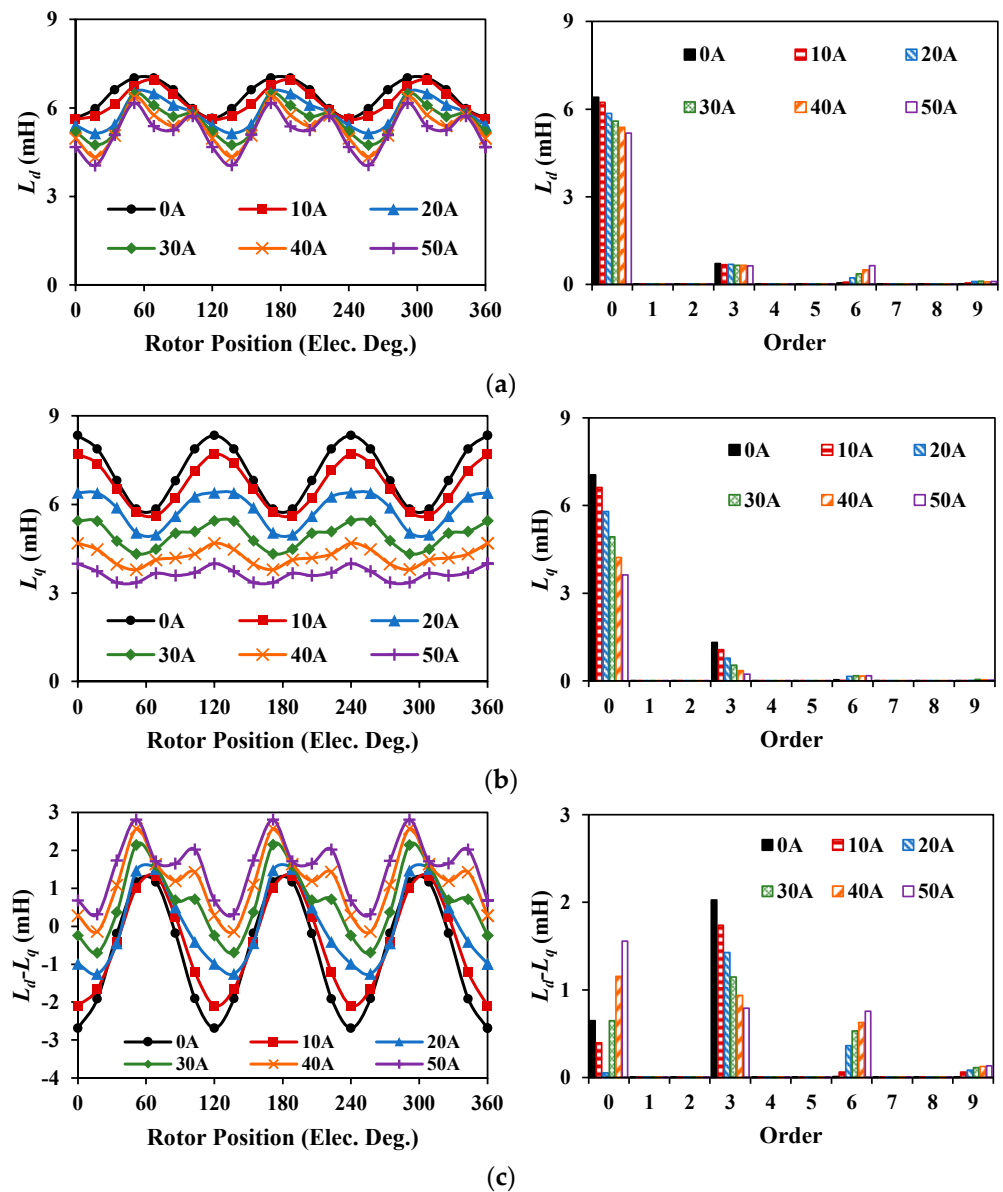 9
6
3
0
L_d (mH)
0A 10A 20A
30A 40A 50A
0 60 120 180 240 300 360
Rotor Position (Elec. Deg.)
9
6
3
0
L_d (mH)
0A 10A 20A
30A 40A 50A
0 1 2 3 4 5 6 7 8 9
Order
(a)
9
6
3
0
L_q (mH)
0A 10A 20A
30A 40A 50A
0 60 120 180 240 300 360
Rotor Position (Elec. Deg.)
9
6
3
0
L_q (mH)
0A 10A 20A
30A 40A 50A
0 1 2 3 4 5 6 7 8 9
Order
(b)
3
2
1
0
-1
-2
-3
-4
L_d-L_q (mH)
0A 10A 20A
30A 40A 50A
0 60 120 180 240 300 360
Rotor Position (Elec. Deg.)
3
2
1
0
L_d-L_q (mH)
0A 10A 20A
30A 40A 50A
0 1 2 3 4 5 6 7 8 9
Order
(c)